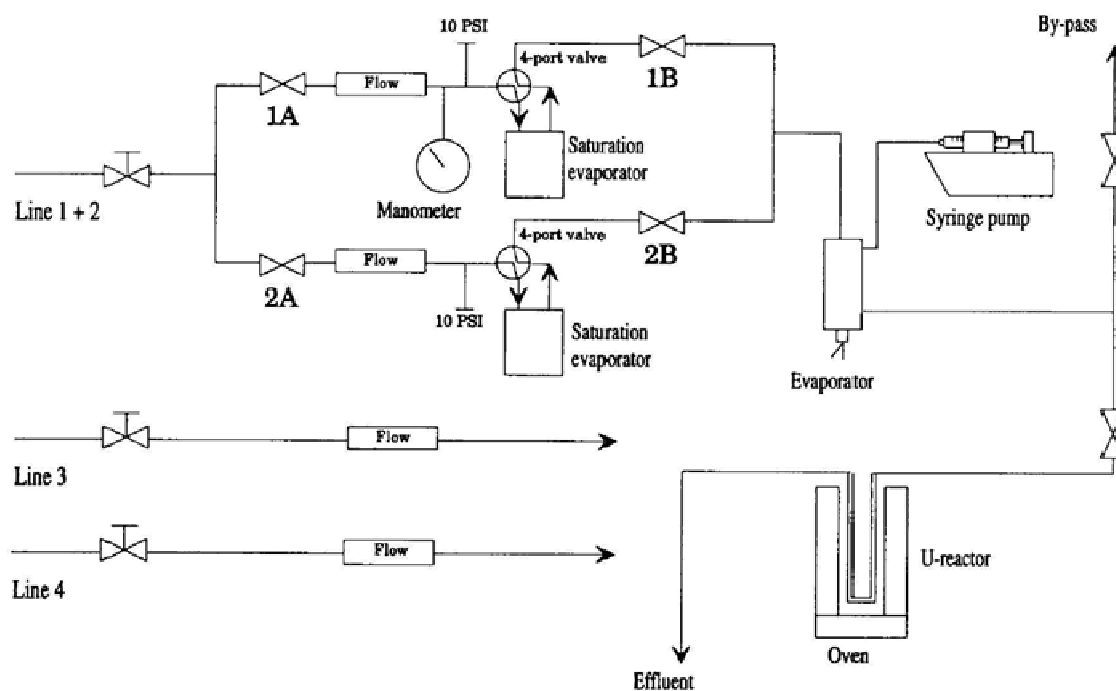 By-pass
10 PSI
4-port valve
1B
Flow
1A
Saturation
evaporator
Manometer
Line 1 + 2
Syringe pump
4-port valve
2B
Flow
2A
10 PSI
Saturation
evaporator
Evaporator
Flow
Line 3
Flow
Line 4
U-reactor
Oven
Effluent